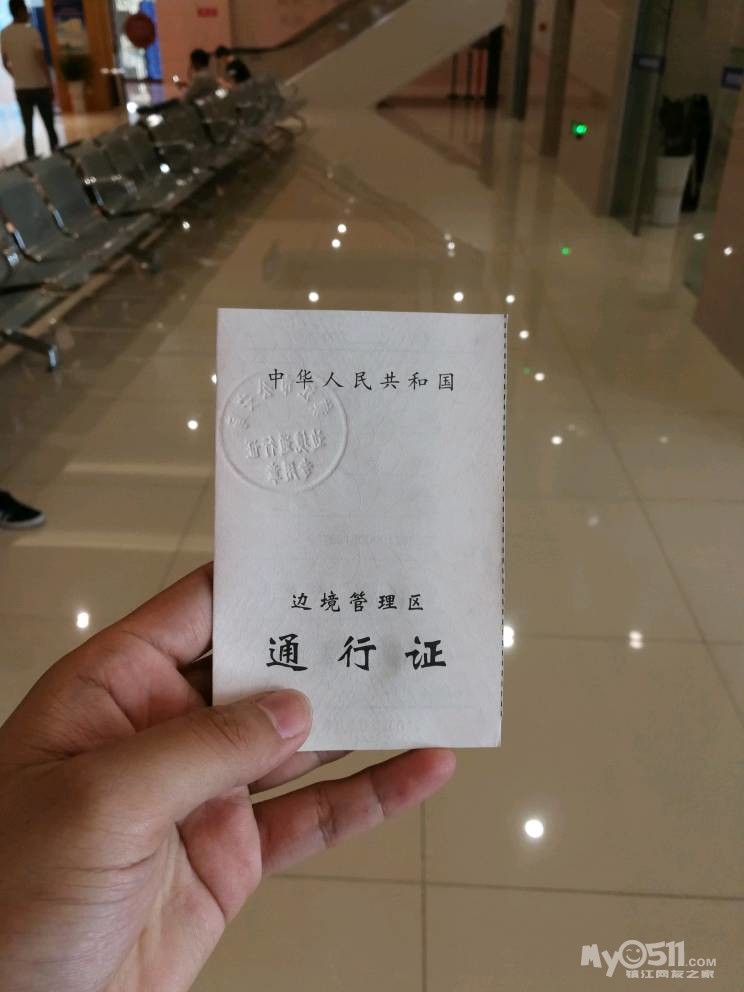 中华人民共和国
边境管理区
通行证
My0511.COM
镇江网友之家